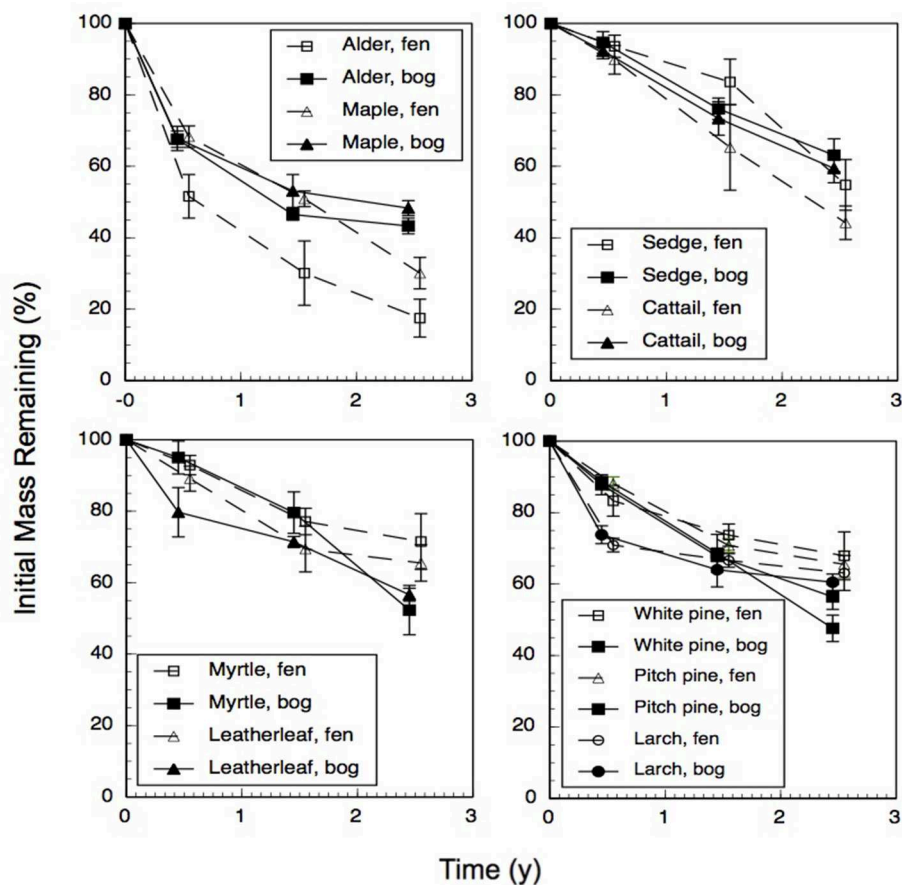 Initial Mass Remaining (%)
100
80
60
40
20
0
-0
1
2
3
Alder, fen
Alder, bog
Maple, fen
Maple, bog
100
80
60
40
20
0
0
1
2
3
Sedge, fen
Sedge, bog
Cattail, fen
Cattail, bog
100
80
60
40
20
0
0
1
2
3
Myrtle, fen
Myrtle, bog
Leatherleaf, fen
Leatherleaf, bog
100
80
60
40
20
0
0
1
2
3
White pine, fen
White pine, bog
Pitch pine, fen
Pitch pine, bog
Larch, fen
Larch, bog
Time (y)